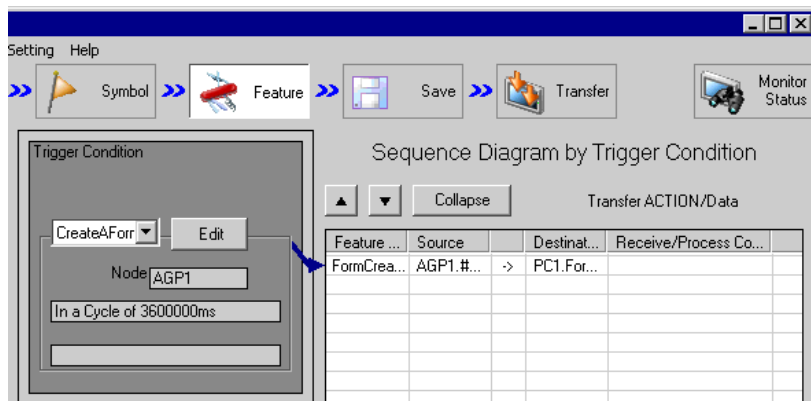 Setting Help
Symbol Feature Save Transfer Monitor Status
Trigger Condition
Sequence Diagram by Trigger Condition
Collapse Transfer ACTION/Data
CreateAForr Edit
Feature ... Source Destinat... Receive/Process Co...
FormCrea... AGP1.#... -> PC1.For...
Node AGP1
In a Cycle of 3600000ms